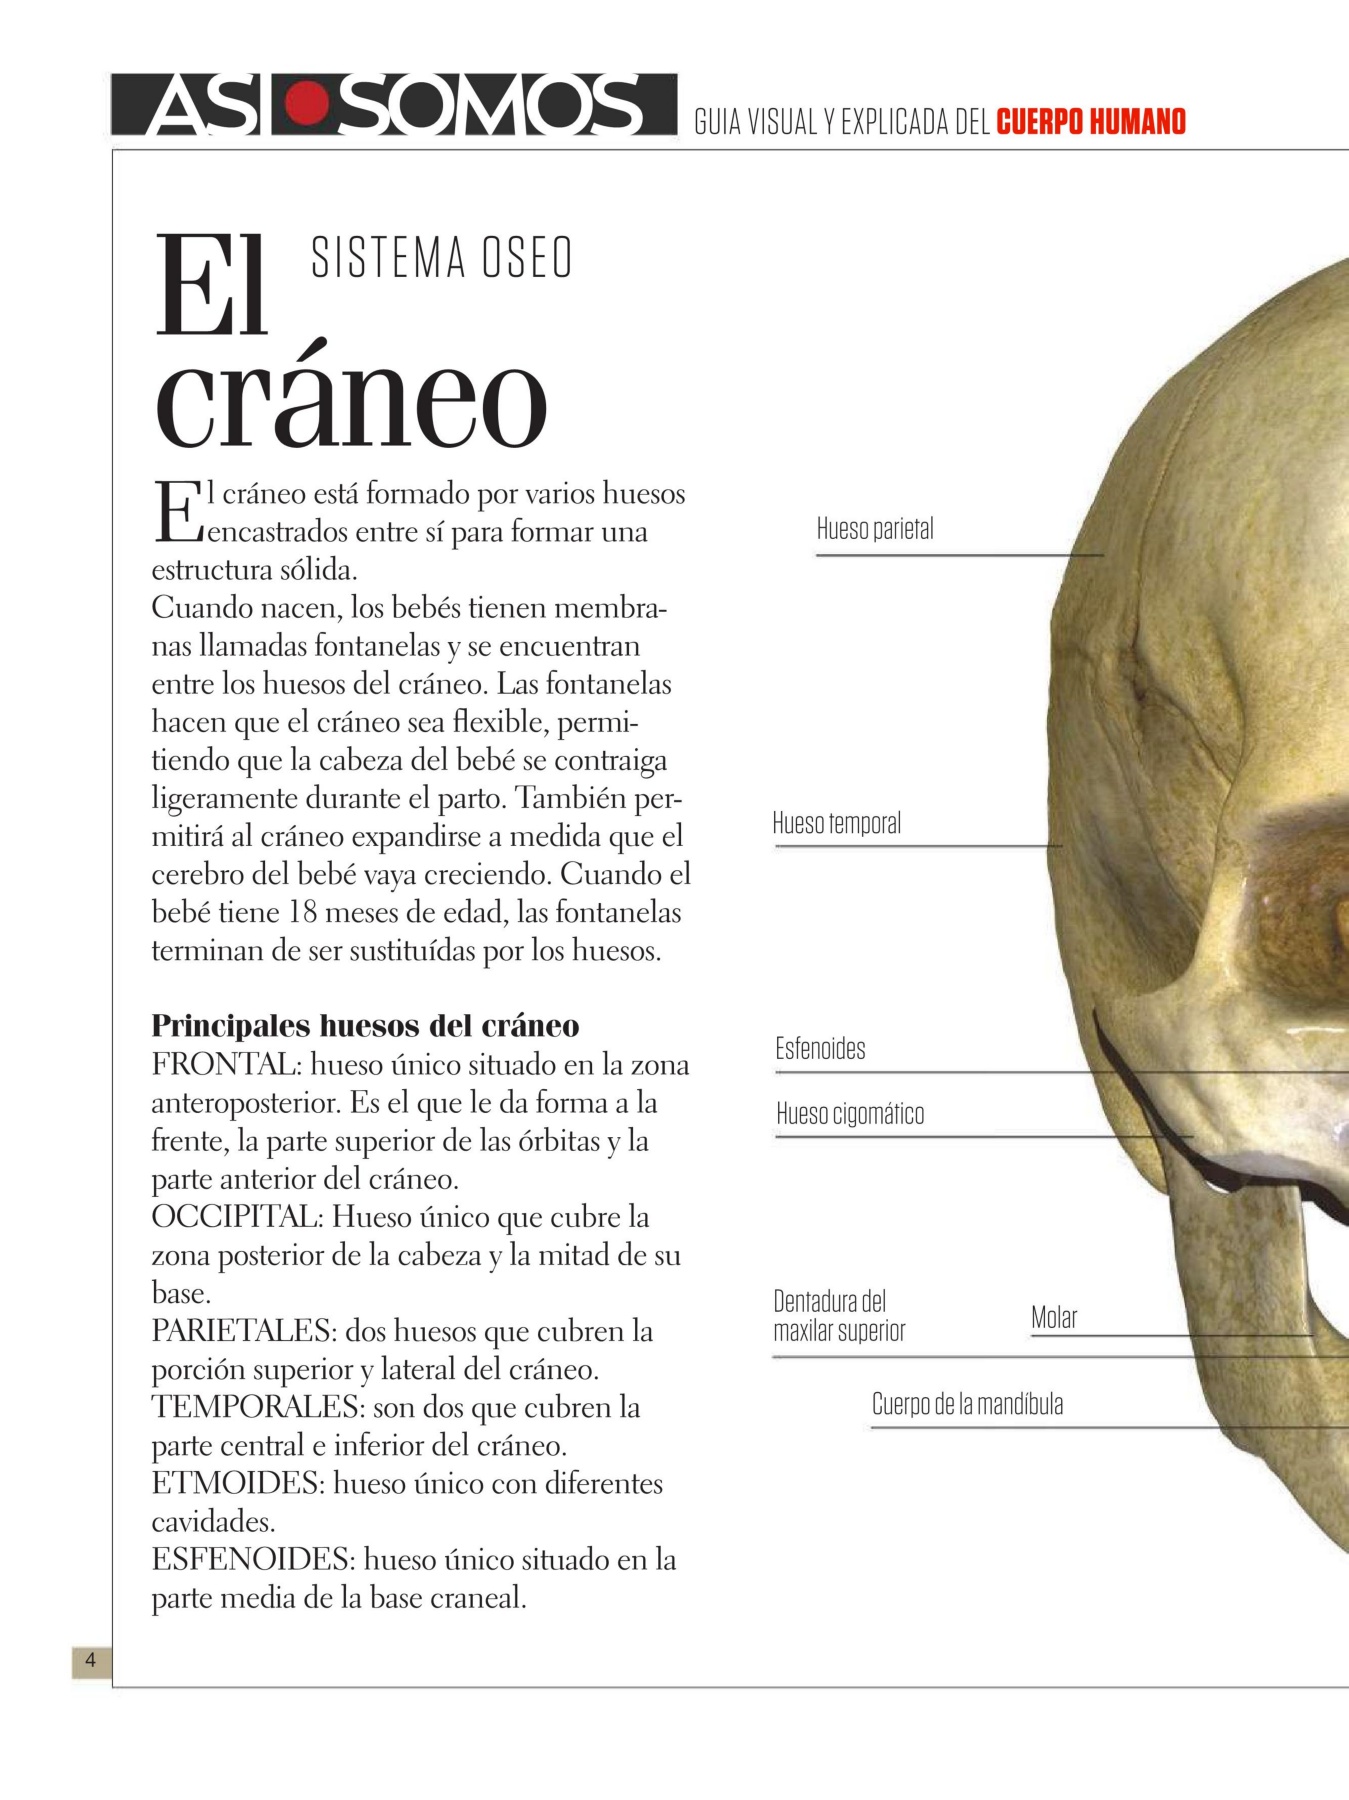 ASI SOMOS
GUIA VISUAL Y EXPLICADA DEL CUERPO HUMANO
El
SISTEMA OSEO
cráneo
El cráneo está formado por varios huesos
encastrados entre sí para formar una
estructura sólida.
Cuando nacen, los bebés tienen membra-
nas llamadas fontanelas y se encuentran
entre los huesos del cráneo. Las fontanelas
hacen que el cráneo sea flexible, permi-
tiendo que la cabeza del bebé se contraiga
ligeramente durante el parto. También per-
mitirá al cráneo expandirse a medida que el
cerebro del bebé vaya creciendo. Cuando el
bebé tiene 18 meses de edad, las fontanelas
terminan de ser sustituídas por los huesos.
Principales huesos del cráneo
FRONTAL: hueso único situado en la zona
anteroposterior. Es el que le da forma a la
frente, la parte superior de las órbitas y la
parte anterior del cráneo.
OCCIPITAL: Hueso único que cubre la
zona posterior de la cabeza y la mitad de su
base.
PARIETALES: dos huesos que cubren la
porción superior y lateral del cráneo.
TEMPORALES: son dos que cubren la
parte central e inferior del cráneo.
ETMOIDES: hueso único con diferentes
cavidades.
ESFENOIDES: hueso único situado en la
parte media de la base craneal.
Hueso parietal
Hueso temporal
Esfenoides
Hueso cigomático
Dentadura del
maxilar superior
Molar
Cuerpo de la mandíbula
4